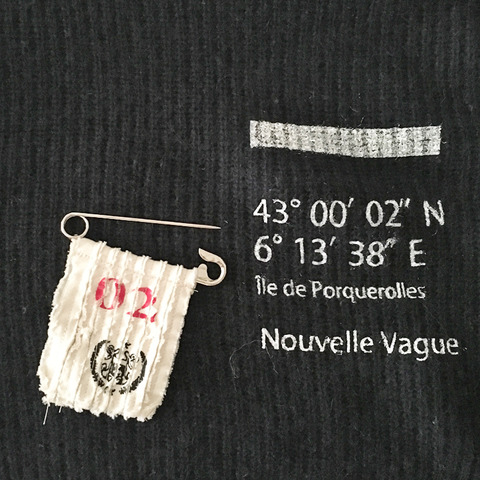 43° 00′ 02″ N
6° 13′ 38″ E
Île de Porquerolles
Nouvelle Vague
02